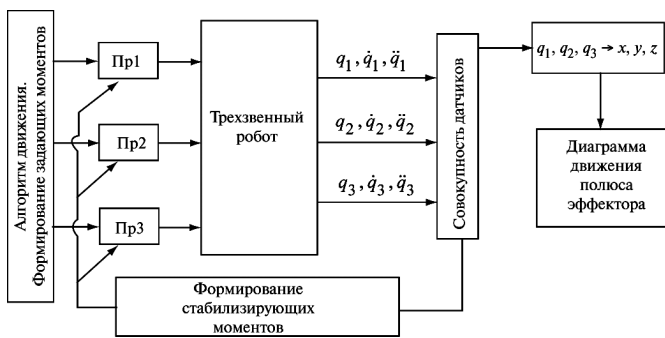 Алгоритм движения.
Формирование задающих моментов
Пр1
Пр2
Пр3
Трехзвенный
робот
q₁, q̇₁, q̈₁
q₂, q̇₂, q̈₂
q₃, q̇₃, q̈₃
Совокупность датчиков
q₁, q₂, q₃ → x, y, z
Диаграмма
движения
полюса
эффектора
Формирование
стабилизирующих
моментов